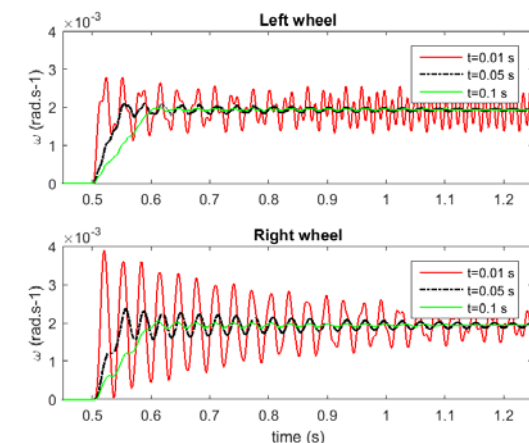 Left wheel
×10⁻³
4
3
2
1
0
ω (rad.s-1)
t=0.01 s
t=0.05 s
t=0.1 s
0.5 0.6 0.7 0.8 0.9 1 1.1 1.2
Right wheel
×10⁻³
4
3
2
1
0
ω (rad.s-1)
t=0.01 s
t=0.05 s
t=0.1 s
0.5 0.6 0.7 0.8 0.9 1 1.1 1.2
time (s)